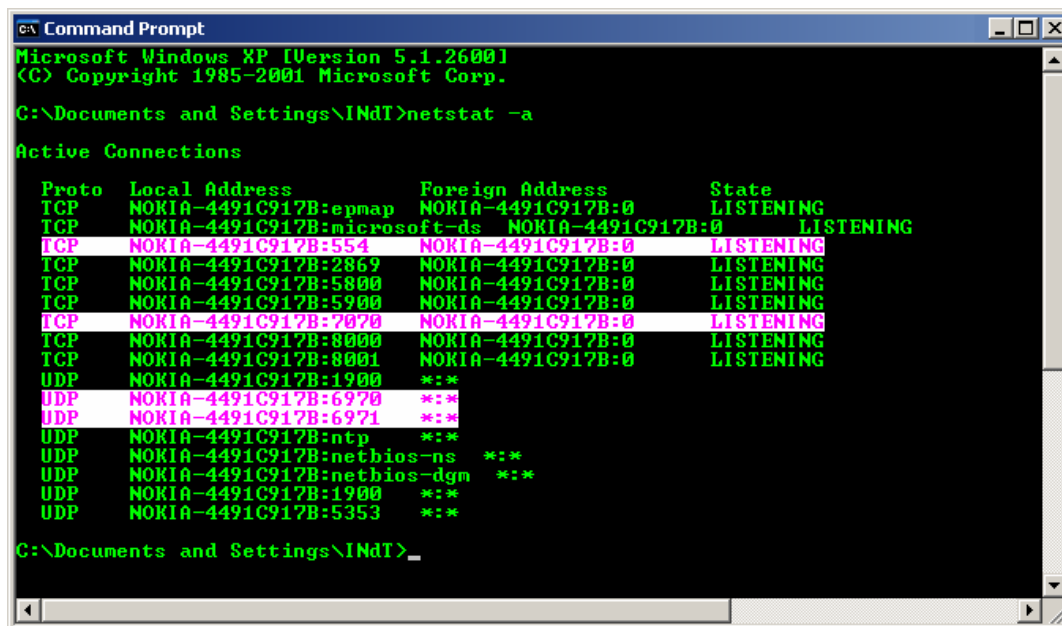 Command Prompt
Microsoft Windows XP [Version 5.1.2600]
(C) Copyright 1985-2001 Microsoft Corp.
C:\Documents and Settings\INdT>netstat -a
Active Connections
Proto  Local Address          Foreign Address        State
TCP    NOKIA-4491C917B:epmap  NOKIA-4491C917B:0      LISTENING
TCP    NOKIA-4491C917B:microsoft-ds  NOKIA-4491C917B:0      LISTENING
TCP    NOKIA-4491C917B:554    NOKIA-4491C917B:0      LISTENING
TCP    NOKIA-4491C917B:2869   NOKIA-4491C917B:0      LISTENING
TCP    NOKIA-4491C917B:5800   NOKIA-4491C917B:0      LISTENING
TCP    NOKIA-4491C917B:5900   NOKIA-4491C917B:0      LISTENING
TCP    NOKIA-4491C917B:7070   NOKIA-4491C917B:0      LISTENING
TCP    NOKIA-4491C917B:8000   NOKIA-4491C917B:0      LISTENING
TCP    NOKIA-4491C917B:8001   NOKIA-4491C917B:0      LISTENING
UDP    NOKIA-4491C917B:1900   *:*
UDP    NOKIA-4491C917B:6970   *:*
UDP    NOKIA-4491C917B:6971   *:*
UDP    NOKIA-4491C917B:ntp    *:*
UDP    NOKIA-4491C917B:netbios-ns  *:*
UDP    NOKIA-4491C917B:netbios-dgm  *:*
UDP    NOKIA-4491C917B:1900   *:*
UDP    NOKIA-4491C917B:5353   *:*
C:\Documents and Settings\INdT>_